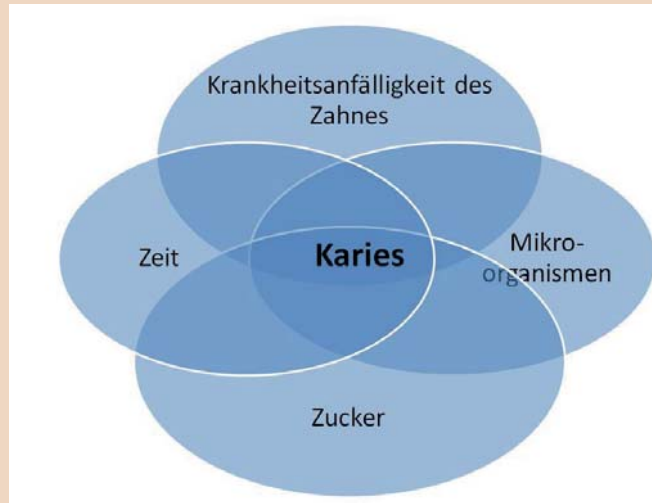 Krankheitsanfälligkeit des
Zahnes
Zeit
Karies
Mikro-
organismen
Zucker